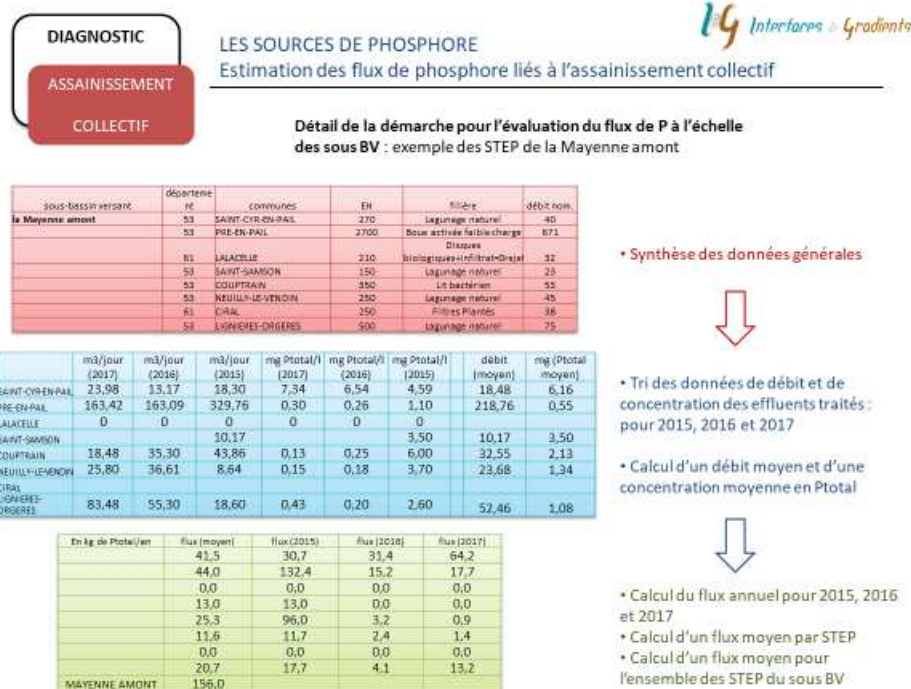 DIAGNOSTIC
ASSAINISSEMENT
COLLECTIF
Interfaces & Gradients
LES SOURCES DE PHOSPHORE
Estimation des flux de phosphore liés à l'assainissement collectif
Détail de la démarche pour l'évaluation du flux de P à l'échelle
des sous BV : exemple des STEP de la Mayenne amont
sous-bassin versant départeme nt communes EH filière débit nom.
la Mayenne amont 53 SAINT-CYR-EN-PAIL 270 Lagunage naturel 40
53 PRE-EN-PAIL 2700 Boue activée faible charge 671
61 LALACELLE 210 Disques biologiques+infiltrat=0rejet 32
53 SAINT-SAMSON 150 Lagunage naturel 23
53 COUPTRAIN 350 Lit bactérien 55
53 NEUILLY-LE-VENDIN 250 Lagunage naturel 45
61 CIRAL 250 Filtres Plantés 38
53 LIGNIERES-ORGERES 500 Lagunage naturel 75
• Synthèse des données générales
m3/jour (2017) m3/jour (2016) m3/jour (2015) mg Ptotal/l (2017) mg Ptotal/l (2016) mg Ptotal/l (2015) débit (moyen) mg (Ptotal moyen)
SAINT-CYR-EN-PAIL 23,98 13,17 18,30 7,34 6,54 4,59 18,48 6,16
PRE-EN-PAIL 163,42 163,09 329,76 0,30 0,26 1,10 218,76 0,55
LALACELLE 0 0 0 0 0 0
SAINT-SAMSON 10,17 3,50 10,17 3,50
COUPTRAIN 18,48 35,30 43,86 0,13 0,25 6,00 32,55 2,13
NEUILLY-LE-VENDIN 25,80 36,61 8,64 0,15 0,18 3,70 23,68 1,34
CIRAL
LIGNIERES-ORGERES 83,48 55,30 18,60 0,43 0,20 2,60 52,46 1,08
• Tri des données de débit et de
concentration des effluents traités :
pour 2015, 2016 et 2017
• Calcul d'un débit moyen et d'une
concentration moyenne en Ptotal
En kg de Ptotal/an flux (moyen) flux (2015) flux (2016) flux (2017)
41,5 30,7 31,4 64,2
44,0 132,4 15,2 17,7
0,0 0,0 0,0 0,0
13,0 13,0 0,0 0,0
25,3 96,0 3,2 0,9
11,6 11,7 2,4 1,4
0,0 0,0 0,0 0,0
20,7 17,7 4,1 13,2
MAYENNE AMONT 156,0
• Calcul du flux annuel pour 2015, 2016
et 2017
• Calcul d'un flux moyen par STEP
• Calcul d'un flux moyen pour
l'ensemble des STEP du sous BV